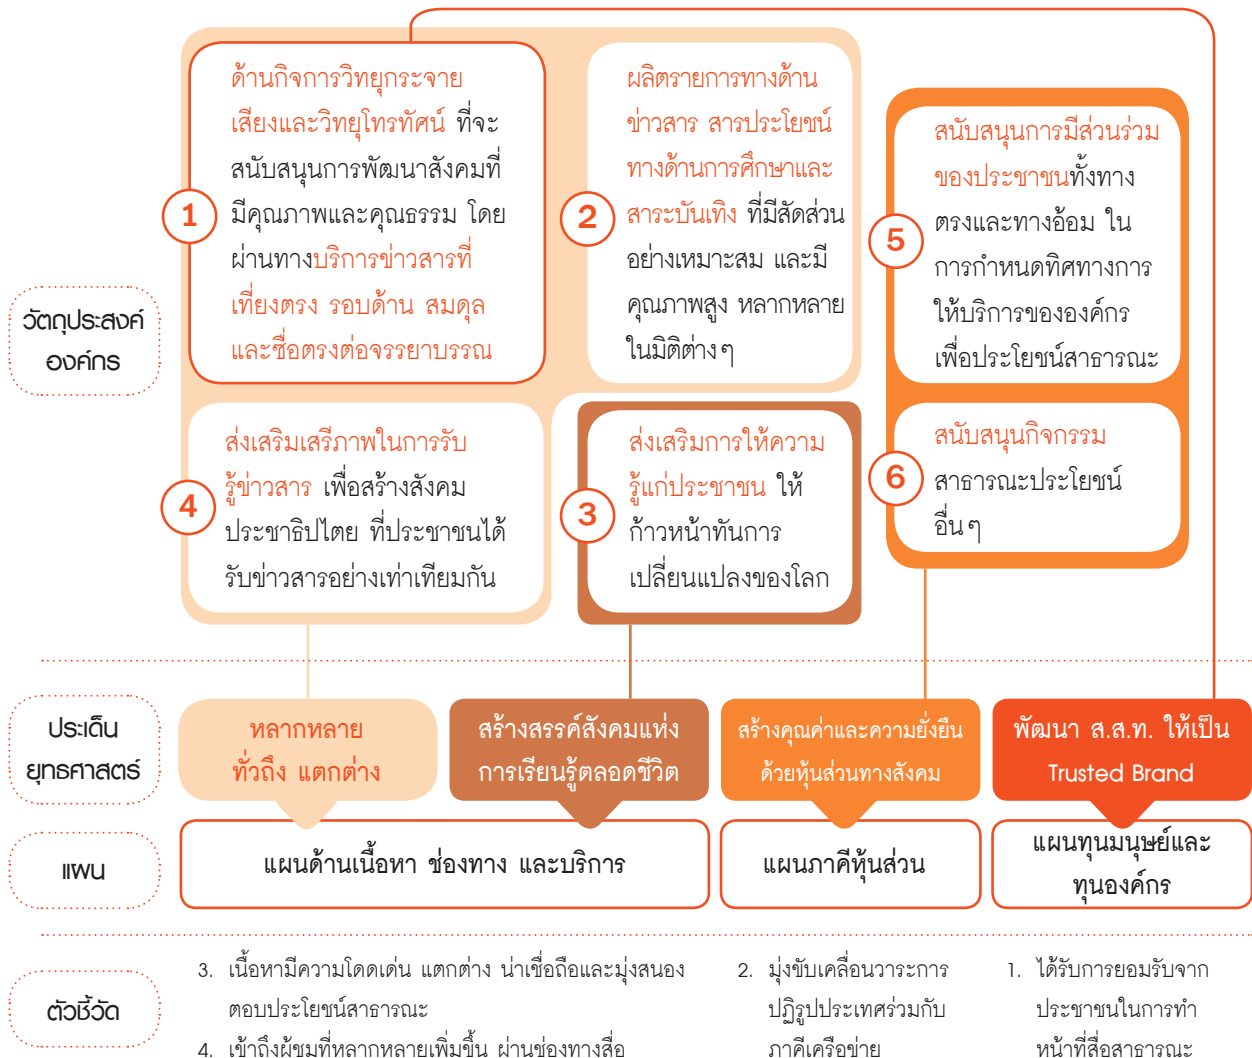 วัตถุประสงค์
องค์กร
1
ด้านกิจการวิทยุกระจาย
เสียงและวิทยุโทรทัศน์ ที่จะ
สนับสนุนการพัฒนาสังคมที่
มีคุณภาพและคุณธรรม โดย
ผ่านทางบริการข่าวสารที่
เที่ยงตรง รอบด้าน สมดุล
และซื่อตรงต่อจรรยาบรรณ
2
ผลิตรายการทางด้าน
ข่าวสาร สารประโยชน์
ทางด้านการศึกษาและ
สาระบันเทิง ที่มีสัดส่วน
อย่างเหมาะสม และมี
คุณภาพสูง หลากหลาย
ในมิติต่างๆ
5
สนับสนุนการมีส่วนร่วม
ของประชาชนทั้งทาง
ตรงและทางอ้อม ใน
การกำหนดทิศทางการ
ให้บริการขององค์กร
เพื่อประโยชน์สาธารณะ
4
ส่งเสริมเสรีภาพในการรับ
รู้ข่าวสาร เพื่อสร้างสังคม
ประชาธิปไตย ที่ประชาชนได้
รับข่าวสารอย่างเท่าเทียมกัน
3
ส่งเสริมการให้ความ
รู้แก่ประชาชน ให้
ก้าวหน้าทันการ
เปลี่ยนแปลงของโลก
6
สนับสนุนกิจกรรม
สาธารณะประโยชน์
อื่นๆ
ประเด็น
ยุทธศาสตร์
หลากหลาย
ทั่วถึง แตกต่าง
สร้างสรรค์สังคมแห่ง
การเรียนรู้ตลอดชีวิต
สร้างคุณค่าและความยั่งยืน
ด้วยหุ้นส่วนทางสังคม
พัฒนา ส.ส.ท. ให้เป็น
Trusted Brand
แผน
แผนด้านเนื้อหา ช่องทาง และบริการ
แผนภาคีหุ้นส่วน
แผนทุนมนุษย์และ
ทุนองค์กร
ตัวชี้วัด
3. เนื้อหามีความโดดเด่น แตกต่าง น่าเชื่อถือและมุ่งสนอง
ตอบประโยชน์สาธารณะ
4. เข้าถึงผู้ชมที่หลากหลายเพิ่มขึ้น ผ่านช่องทางสื่อ
2. มุ่งขับเคลื่อนวาระการ
ปฏิรูปประเทศร่วมกับ
ภาคีเครือข่าย
1. ได้รับการยอมรับจาก
ประชาชนในการทำ
หน้าที่สื่อสาธารณะ